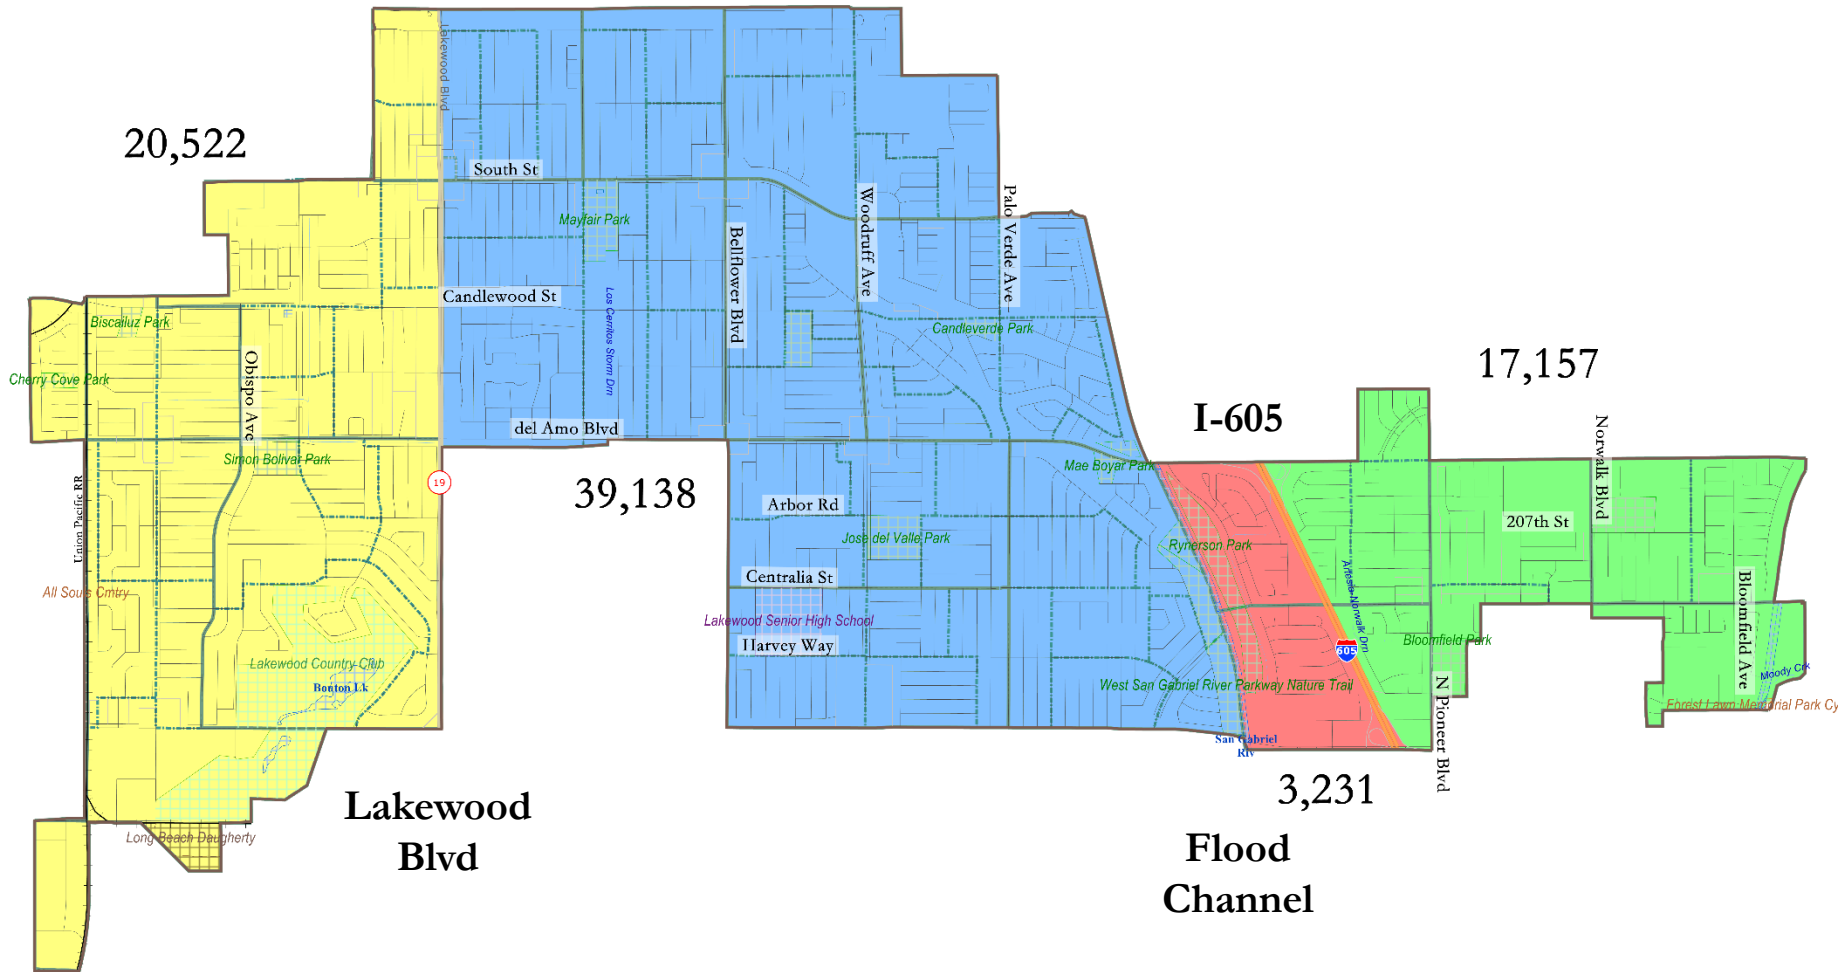 Lakewood Blvd
20,522
South St
Mayfair Park
Woodruff Ave
Palo Verde Ave
Bellflower Blvd
Candlewood St
Los Cerritos Storm Drn
Biscailuz Park
Candleverde Park
Cherry Cove Park
Obispo Ave
17,157
I-605
del Amo Blvd
Norwalk Blvd
Simon Bolivar Park
Mae Boyar Park
19
39,138
Arbor Rd
Union Pacific RR
207th St
Jose del Valle Park
Rynerson Park
Centralia St
Artesia-Norwalk Drn
All Souls Cmtry
Bloomfield Ave
Lakewood Senior High School
Harvey Way
605
Bloomfield Park
Lakewood Country Club
Bouton Lk
West San Gabriel River Parkway Nature Trail
Moody Crk
Forest Lawn Memorial Park Cy
N Pioneer Blvd
San Gabriel
Riv
3,231
Lakewood
Blvd
Long Beach Daugherty
Flood
Channel